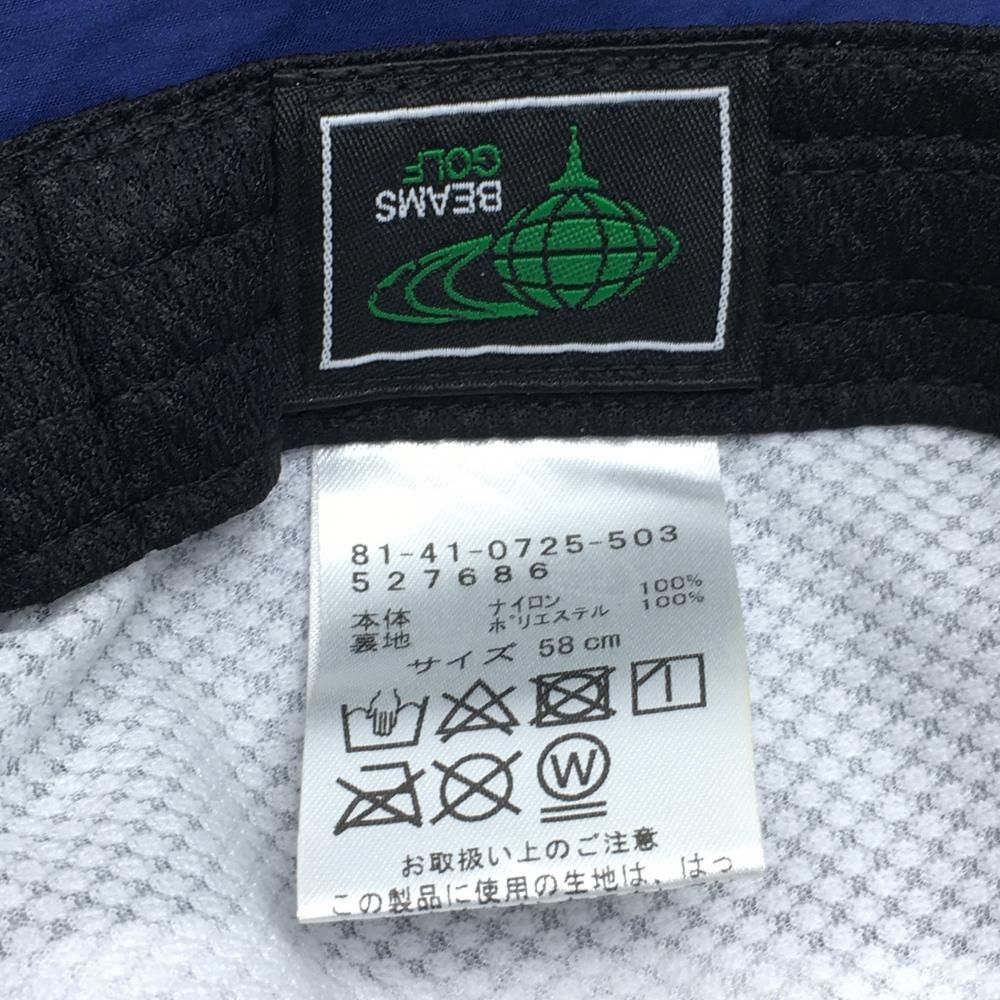 BEAMS
GOLF
81-41-0725-503
527686
本体 ナイロン 100%
裏地 ポリエステル 100%
サイズ 58cm
W
お取扱い上のご注意
この製品に使用の生地は、はっ